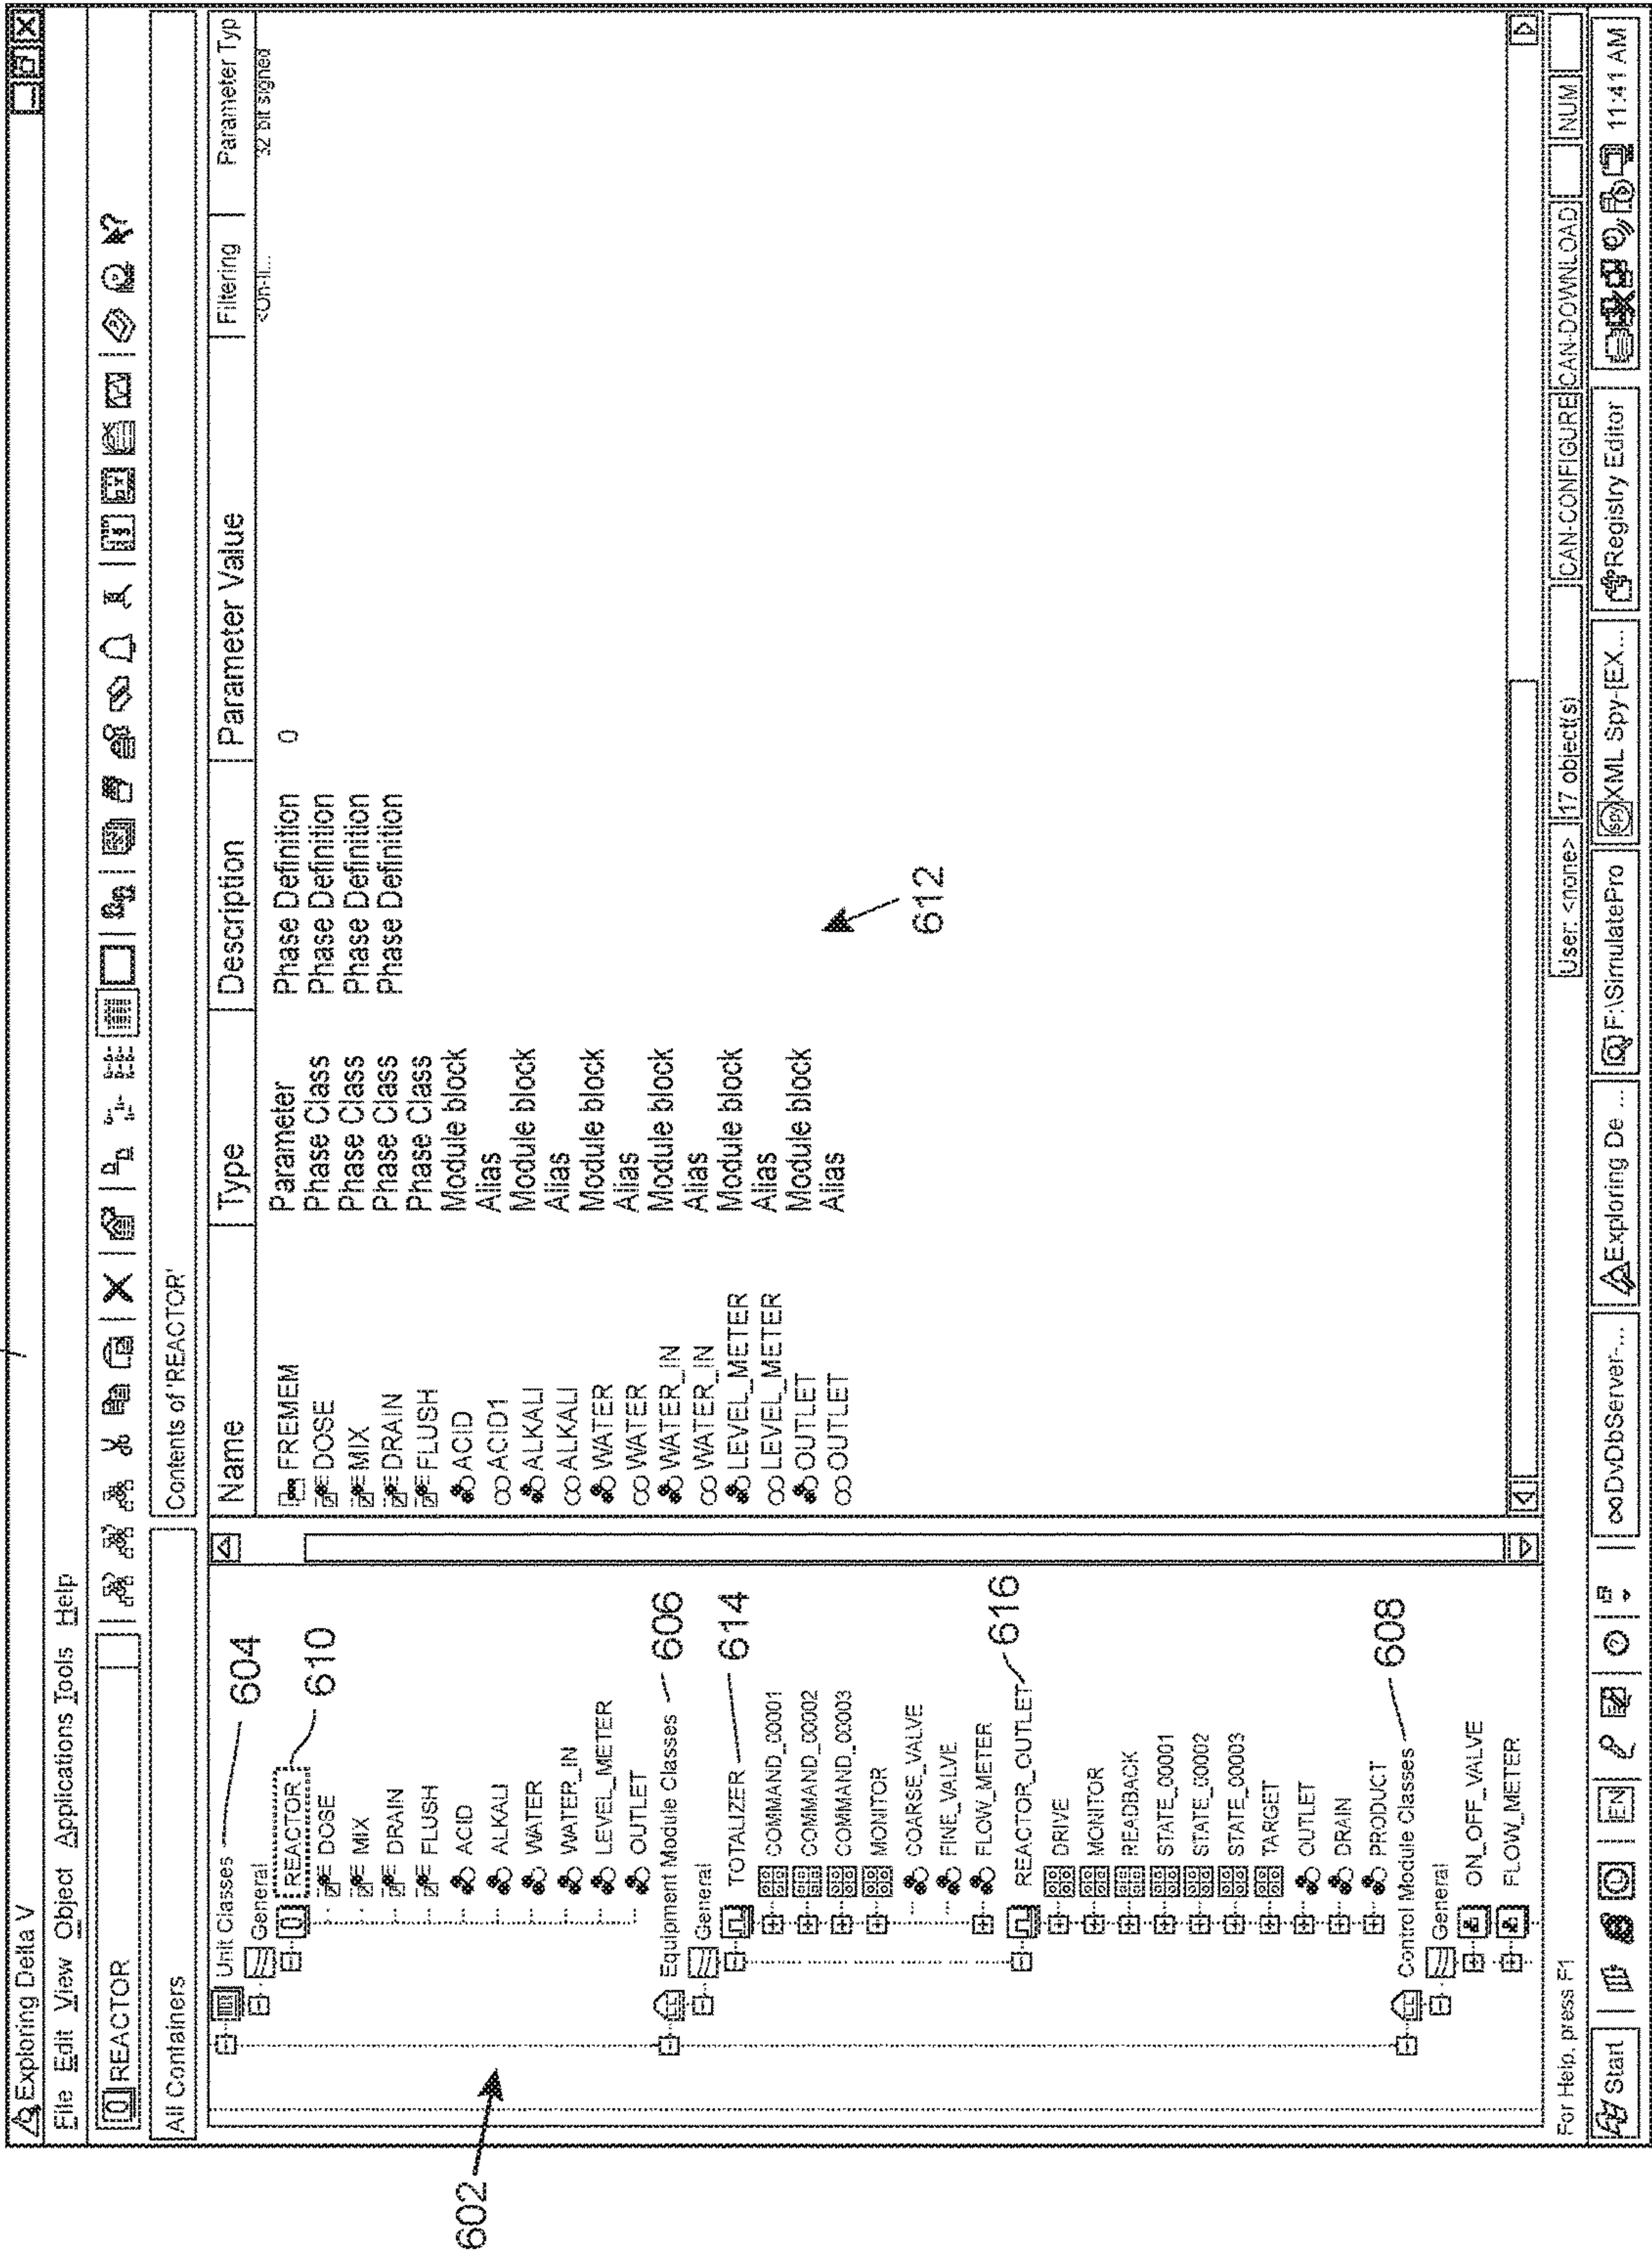 Exploring Delta V
File Edit View Object Applications Tools Help
REACTOR
All Containers
Contents of 'REACTOR'
Unit Classes 604
General
REACTOR 610
DOSE
MIX
DRAIN
FLUSH
ACID
ALKALI
WATER
WATER_IN
LEVEL_METER
OUTLET
Equipment Module Classes 606
General
TOTALIZER 614
COMMAND_00001
COMMAND_00002
COMMAND_00003
MONITOR
COARSE_VALVE
FINE_VALVE
FLOW_METER
REACTOR_OUTLET 616
DRIVE
MONITOR
READBACK
STATE_00001
STATE_00002
STATE_00003
TARGET
OUTLET
DRAIN
PRODUCT
Control Module Classes 608
General
ON_OFF_VALVE
FLOW_METER
602
Name Type Description Parameter Value Filtering Parameter Typ
FREMEM Parameter Phase Definition 0 <On-li... 32 bit signed
DOSE Phase Class Phase Definition
MIX Phase Class Phase Definition
DRAIN Phase Class Phase Definition
FLUSH Phase Class
ACID Module block
ACID1 Alias
ALKALI Module block
ALKALI Alias
WATER Module block
WATER Alias
WATER_IN Module block
WATER_IN Alias
LEVEL_METER Module block
LEVEL_METER Alias
OUTLET Module block
OUTLET Alias
612
For Help, press F1
User: <none> 17 object(s) CAN-CONFIGURE CAN-DOWNLOAD NUM
Start EN DvDbServer-... Exploring De ... F:\SimulatePro XML Spy-[EX... Registry Editor 11:41 AM